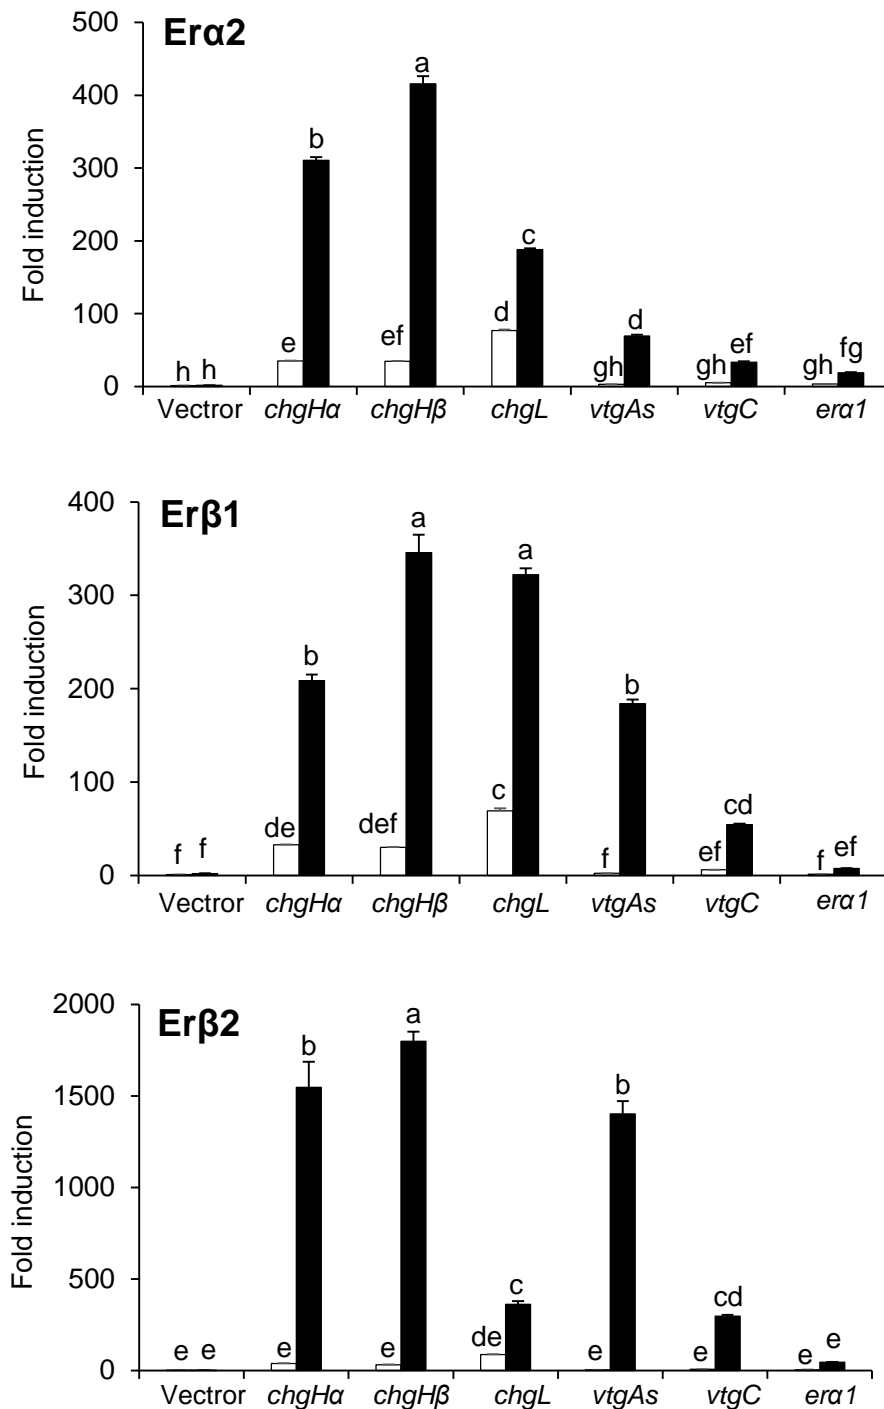 Erα2
Fold induction
500
400
300
200
100
0
a
b
c
d
d
e
ef
ef
fg
gh
gh
gh
h h
Vectror chgHα chgHβ chgL vtgAs vtgC erα1
Erβ1
Fold induction
400
300
200
100
0
a
a
b
b
c
cd
de
def
ef
ef
f f
f
f
Vectror chgHα chgHβ chgL vtgAs vtgC erα1
Erβ2
Fold induction
2000
1500
1000
500
0
a
b
b
c
cd
de
e e e e e e e e
Vectror chgHα chgHβ chgL vtgAs vtgC erα1